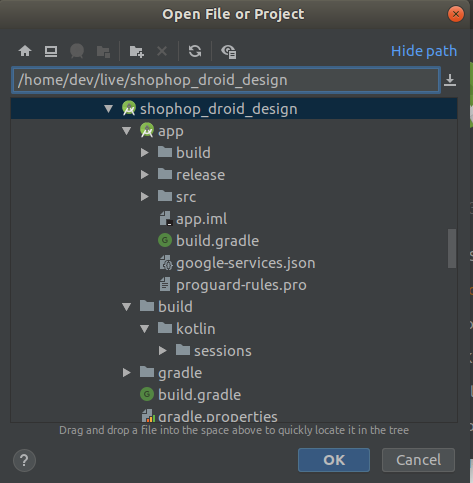 Open File or Project
Hide path
/home/dev/live/shophop_droid_design
shophop_droid_design
app
build
release
src
app.iml
build.gradle
google-services.json
proguard-rules.pro
build
kotlin
sessions
gradle
build.gradle
gradle.properties
Drag and drop a file into the space above to quickly locate it in the tree
?
OK
Cancel